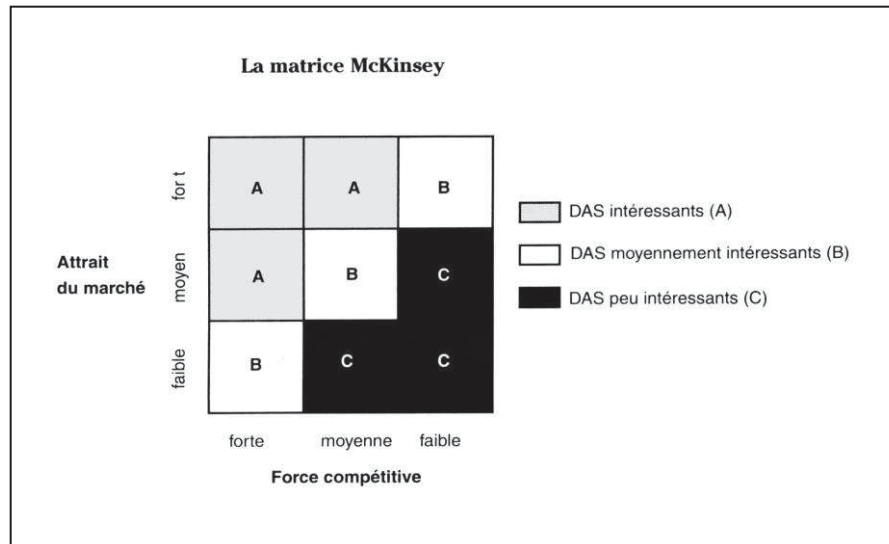 La matrice McKinsey
for t
A
A
B
DAS intéressants (A)
Attrait
du marché
moyen
A
B
C
DAS moyennement intéressants (B)
DAS peu intéressants (C)
faible
B
C
C
forte
moyenne
faible
Force compétitive